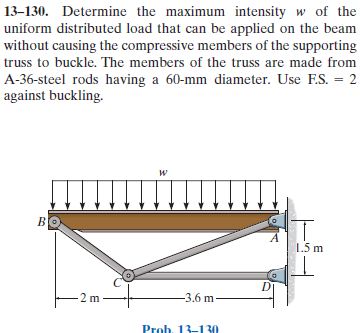 13–130. Determine the maximum intensity w of the
uniform distributed load that can be applied on the beam
without causing the compressive members of the supporting
truss to buckle. The members of the truss are made from
A-36-steel rods having a 60-mm diameter. Use F.S. = 2
against buckling.
w
B
A
1.5 m
C
D
2 m
3.6 m
Prob. 13–130